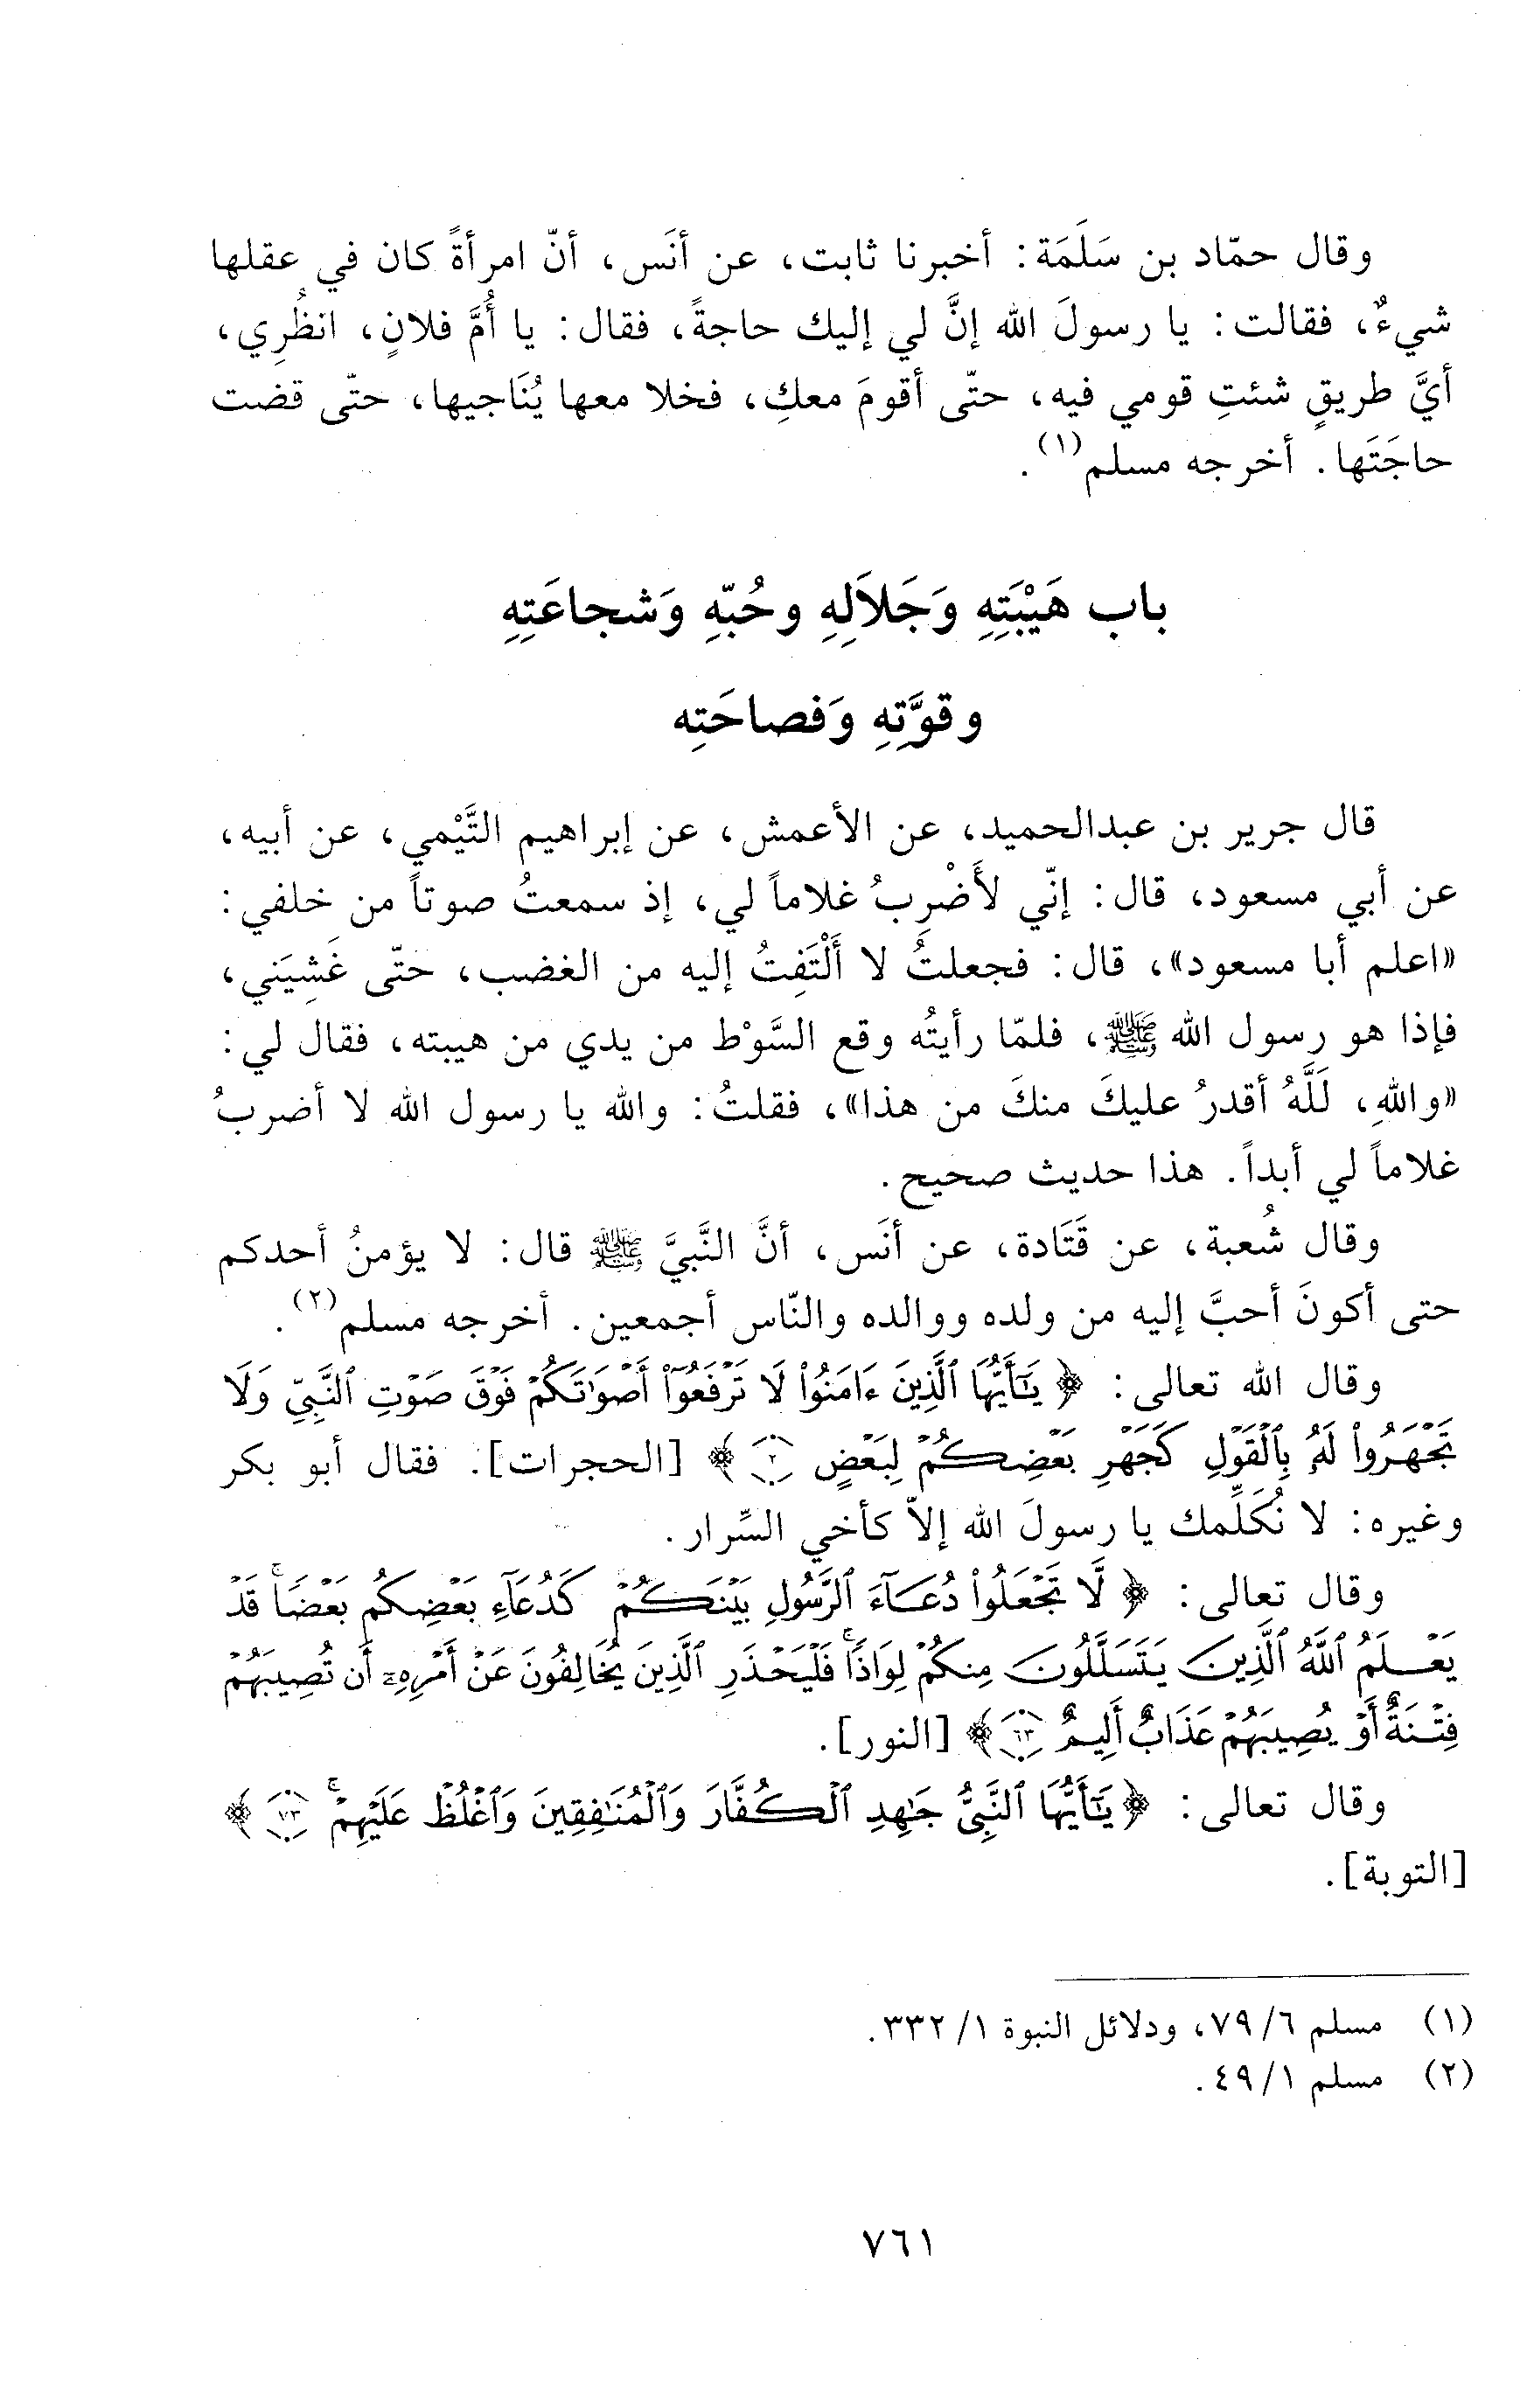 وقال حمّاد بن سَلَمَة: أخبرنا ثابت، عن أنَس، أنّ امرأةً كان في عقلها
شيءٌ، فقالت: يا رسولَ الله إنَّ لي إليك حاجةً، فقال: يا أُمَّ فلانٍ، انظُرِي،
أيَّ طريقٍ شئتِ قومي فيه، حتّى أقومَ معكِ، فخلا معها يُنَاجيها، حتّى قضت
حاجَتَها. أخرجه مسلم(١).
باب هَيْبَتِهِ وَجَلاَلِهِ وحُبّهِ وَشجاعَتِهِ
وقوَّتِهِ وَفصاحَتِه
قال جرير بن عبدالحميد، عن الأعمش، عن إبراهيم التَّيْمي، عن أبيه،
عن أبي مسعود، قال: إنّي لأَضْرِبُ غلاماً لي، إذ سمعتُ صوتاً من خلفي:
«اعلم أبا مسعود»، قال: فجعلتُ لا أَلْتَفِتُ إليه من الغضب، حتّى غَشِيَني،
فإذا هو رسول الله ﷺ، فلمّا رأيتُه وقع السَّوْط من يدي من هيبته، فقال لي:
«واللهِ، لَلَّهُ أقدرُ عليكَ منكَ من هذا»، فقلتُ: والله يا رسول الله لا أضربُ
غلاماً لي أبداً. هذا حديث صحيح.
وقال شُعبة، عن قَتَادة، عن أنَس، أنَّ النَّبيَّ ﷺ قال: لا يؤمنُ أحدكم
حتى أكونَ أحبَّ إليه من ولده ووالده والنّاس أجمعين. أخرجه مسلم(٢).
وقال الله تعالى: ﴿يَٰٓأَيُّهَا ٱلَّذِينَ ءَامَنُوا۟ لَا تَرْفَعُوٓا۟ أَصْوَٰتَكُمْ فَوْقَ صَوْتِ ٱلنَّبِيِّ وَلَا
تَجْهَرُوا۟ لَهُۥ بِٱلْقَوْلِ كَجَهْرِ بَعْضِكُمْ لِبَعْضٍ ٢﴾ [الحجرات]. فقال أبو بكر
وغيره: لا نُكَلِّمك يا رسولَ الله إلاّ كأخي السِّرار.
وقال تعالى: ﴿لَّا تَجْعَلُوا۟ دُعَآءَ ٱلرَّسُولِ بَيْنَكُمْ كَدُعَآءِ بَعْضِكُم بَعْضًا ۚ قَدْ
يَعْلَمُ ٱللَّهُ ٱلَّذِينَ يَتَسَلَّلُونَ مِنكُمْ لِوَاذًا ۚ فَلْيَحْذَرِ ٱلَّذِينَ يُخَالِفُونَ عَنْ أَمْرِهِۦٓ أَن تُصِيبَهُمْ
فِتْنَةٌ أَوْ يُصِيبَهُمْ عَذَابٌ أَلِيمٌ ٦٣﴾ [النور].
وقال تعالى: ﴿يَٰٓأَيُّهَا ٱلنَّبِيُّ جَٰهِدِ ٱلْكُفَّارَ وَٱلْمُنَٰفِقِينَ وَٱغْلُظْ عَلَيْهِمْ ۚ ٧٣﴾
[التوبة].
(١) مسلم ٦/ ٧٩، ودلائل النبوة ١/ ٣٣٢.
(٢) مسلم ١/ ٤٩.
٧٦١